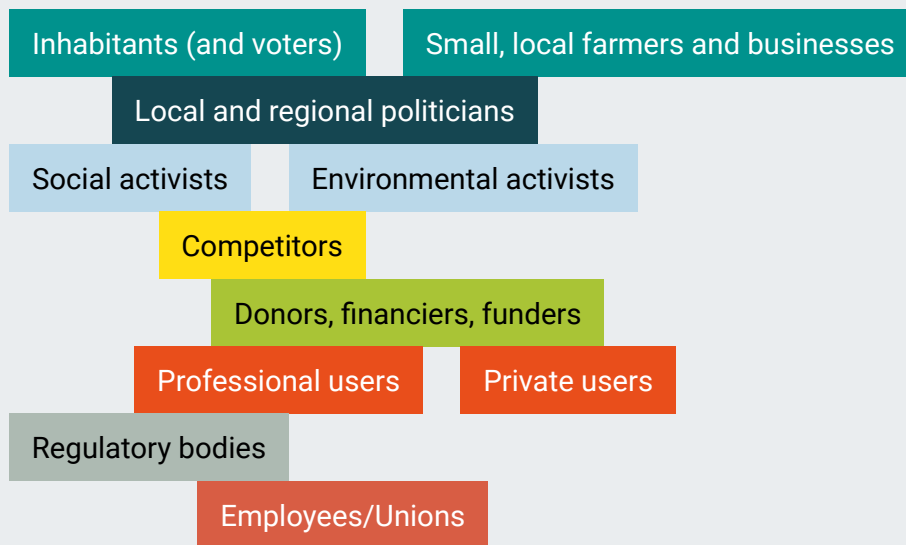 Inhabitants (and voters)
Small, local farmers and businesses
Local and regional politicians
Social activists
Environmental activists
Competitors
Donors, financiers, funders
Professional users
Private users
Regulatory bodies
Employees/Unions